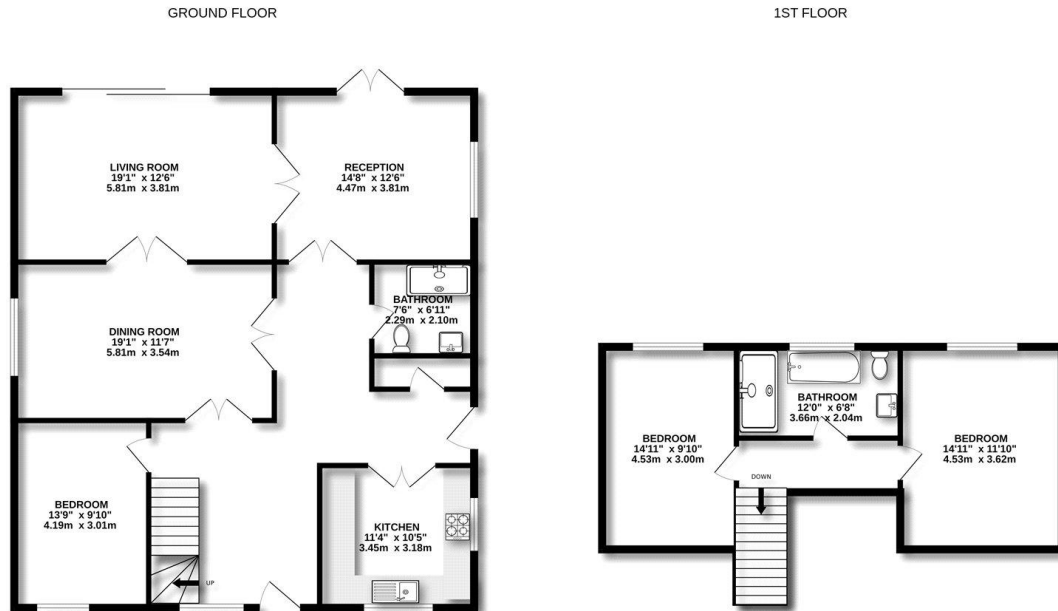 GROUND FLOOR
1ST FLOOR
LIVING ROOM
19'1" x 12'6"
5.81m x 3.81m
RECEPTION
14'8" x 12'6"
4.47m x 3.81m
BATHROOM
7'6" x 6'11"
2.29m x 2.10m
DINING ROOM
19'1" x 11'7"
5.81m x 3.54m
BEDROOM
13'9" x 9'10"
4.19m x 3.01m
UP
KITCHEN
11'4" x 10'5"
3.45m x 3.18m
BEDROOM
14'11" x 9'10"
4.53m x 3.00m
BATHROOM
12'0" x 6'8"
3.66m x 2.04m
BEDROOM
14'11" x 11'10"
4.53m x 3.62m
DOWN